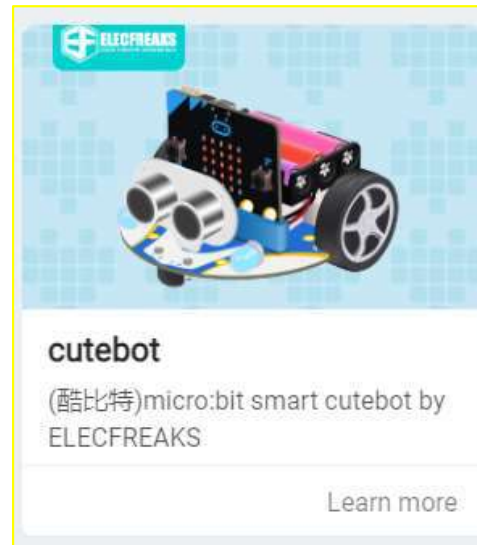 ELECFREAKS
cutebot
(酷比特)micro:bit smart cutebot by
ELECFREAKS
Learn more